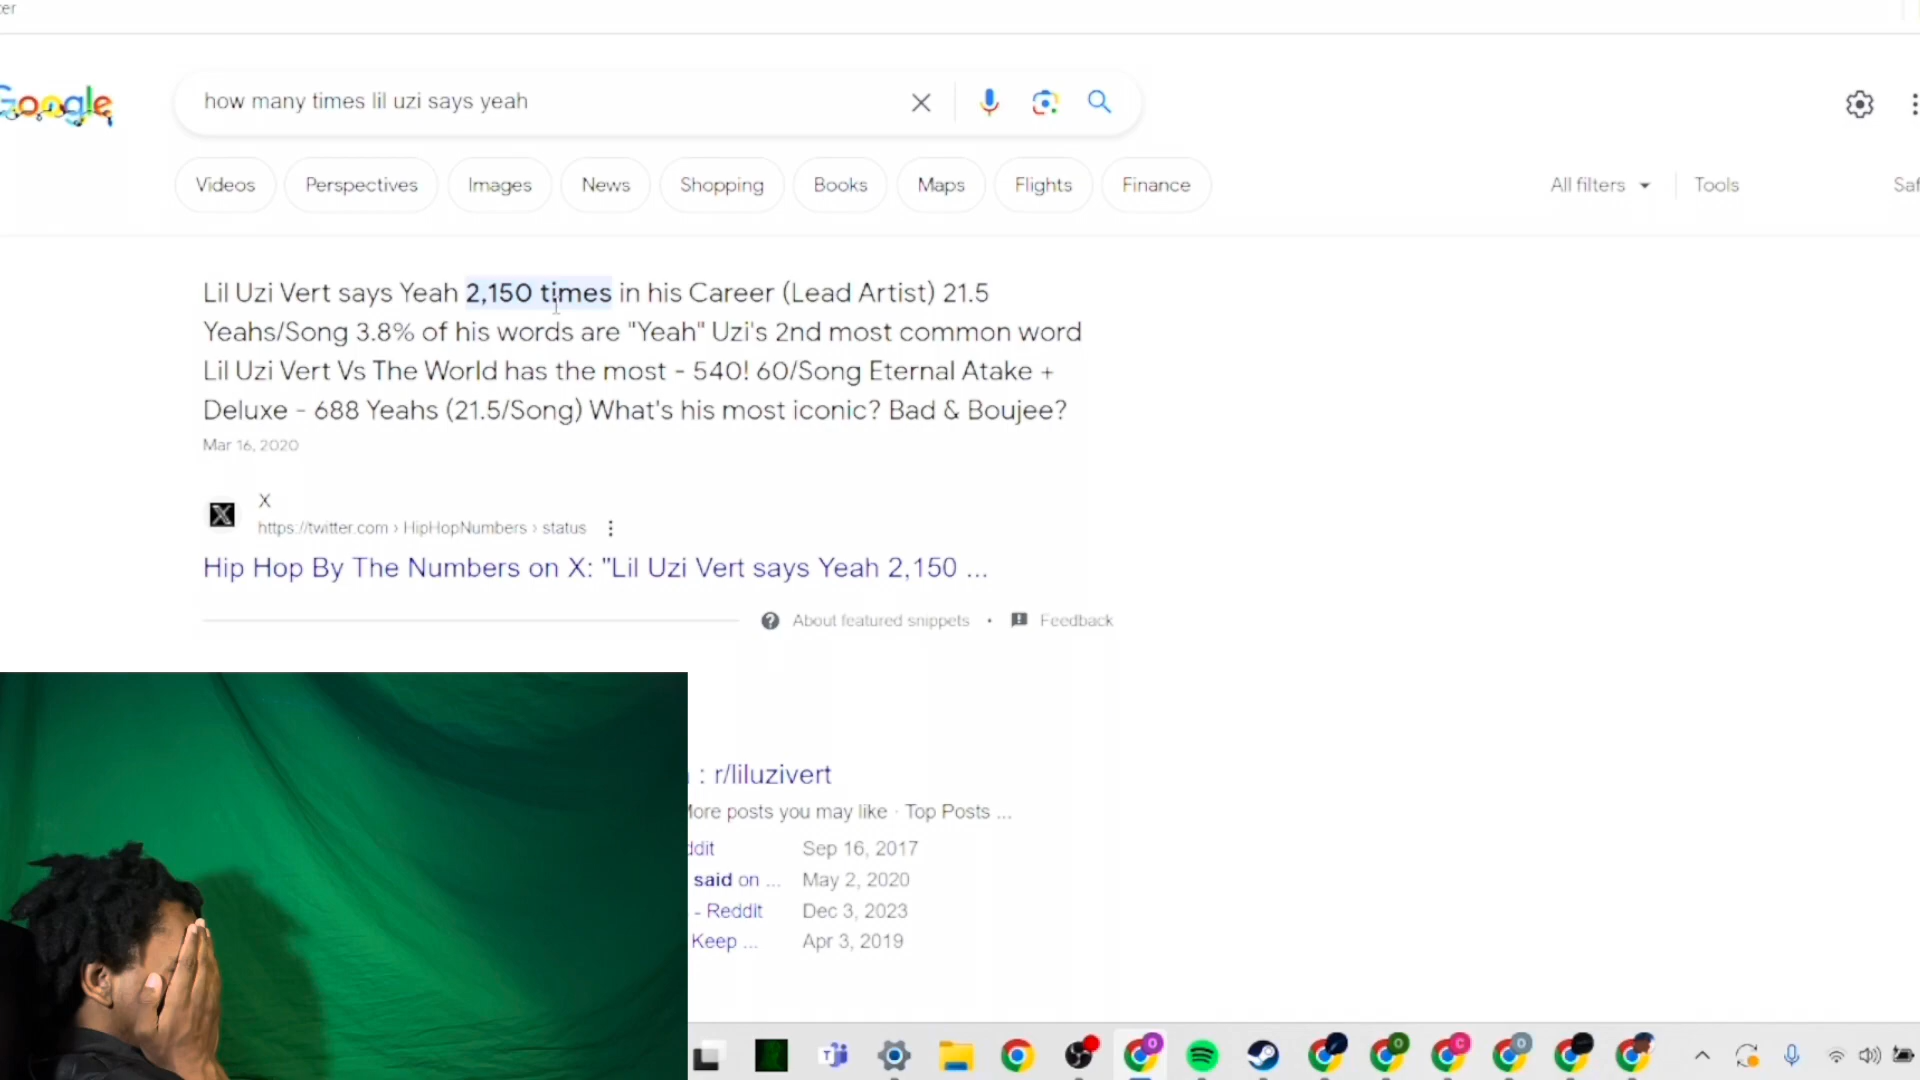 ter
Google
how many times lil uzi says yeah
Videos
Perspectives
Images
News
Shopping
Books
Maps
Flights
Finance
All filters
Tools
Saf
Lil Uzi Vert says Yeah 2,150 times in his Career (Lead Artist) 21.5
Yeahs/Song 3.8% of his words are "Yeah" Uzi's 2nd most common word
Lil Uzi Vert Vs The World has the most - 540! 60/Song Eternal Atake +
Deluxe - 688 Yeahs (21.5/Song) What's his most iconic? Bad & Boujee?
Mar 16, 2020
X
https://twitter.com › HipHopNumbers › status
Hip Hop By The Numbers on X: "Lil Uzi Vert says Yeah 2,150 ...
About featured snippets • Feedback
: r/liluzivert
More posts you may like · Top Posts ...
ddit Sep 16, 2017
said on ... May 2, 2020
- Reddit Dec 3, 2023
Keep ... Apr 3, 2019